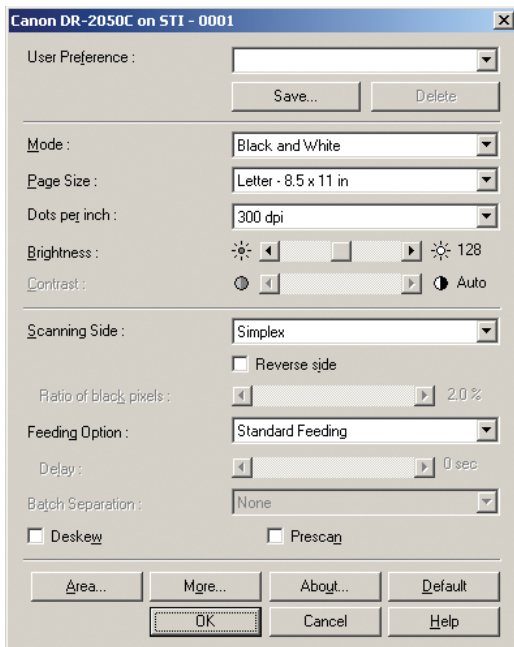 Canon DR-2050C on STI - 0001
User Preference :
Save... Delete
Mode : Black and White
Page Size : Letter - 8.5 x 11 in
Dots per inch : 300 dpi
Brightness : 128
Contrast : Auto
Scanning Side : Simplex
Reverse side
Ratio of black pixels : 2.0 %
Feeding Option : Standard Feeding
Delay : 0 sec
Batch Separation : None
Deskew Prescan
Area... More... About... Default
OK Cancel Help